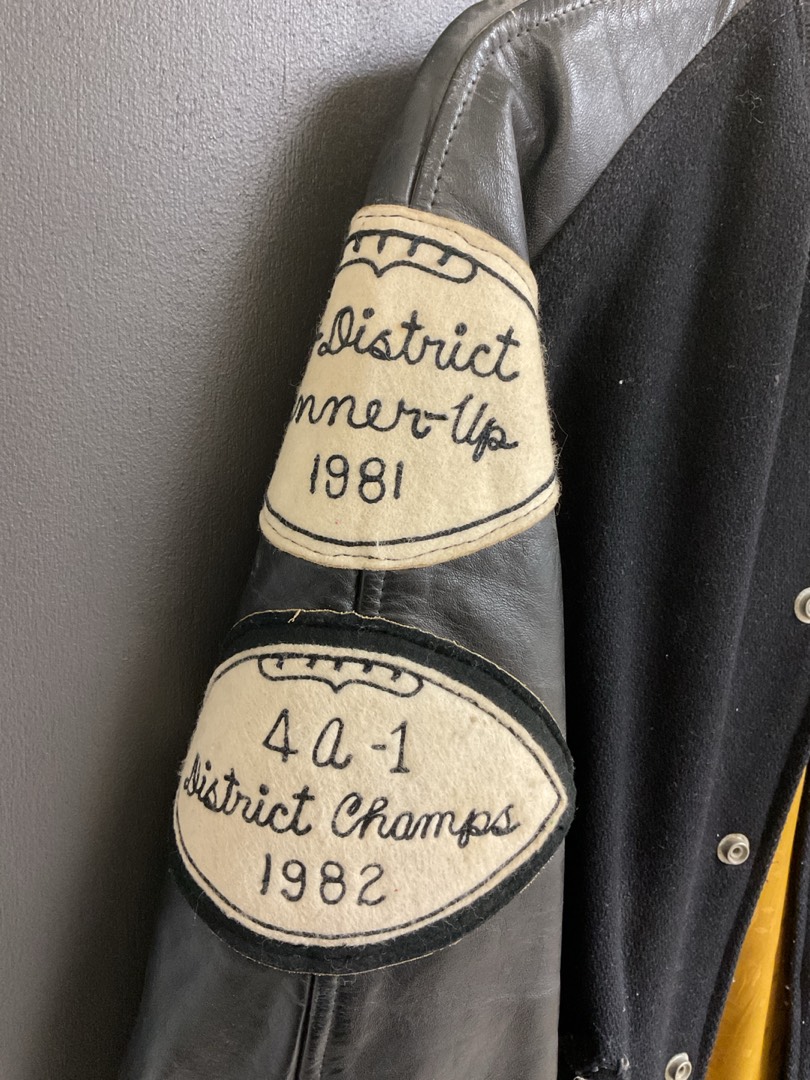 -District
nner-Up
1981
4A-1
District Champs
1982